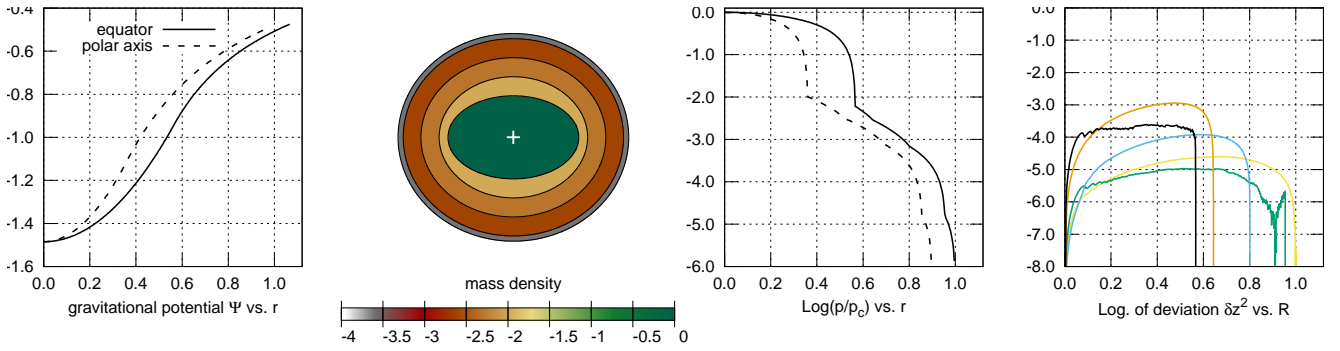 -0.4
-0.6
-0.8
-1.0
-1.2
-1.4
-1.6
0.0 0.2 0.4 0.6 0.8 1.0
equator
polar axis
gravitational potential Ψ vs. r
mass density
-4 -3.5 -3 -2.5 -2 -1.5 -1 -0.5 0
0.0
-1.0
-2.0
-3.0
-4.0
-5.0
-6.0
0.0 0.2 0.4 0.6 0.8 1.0
Log(p/p_c) vs. r
0.0
-1.0
-2.0
-3.0
-4.0
-5.0
-6.0
-7.0
-8.0
0.0 0.2 0.4 0.6 0.8 1.0
Log. of deviation δz² vs. R